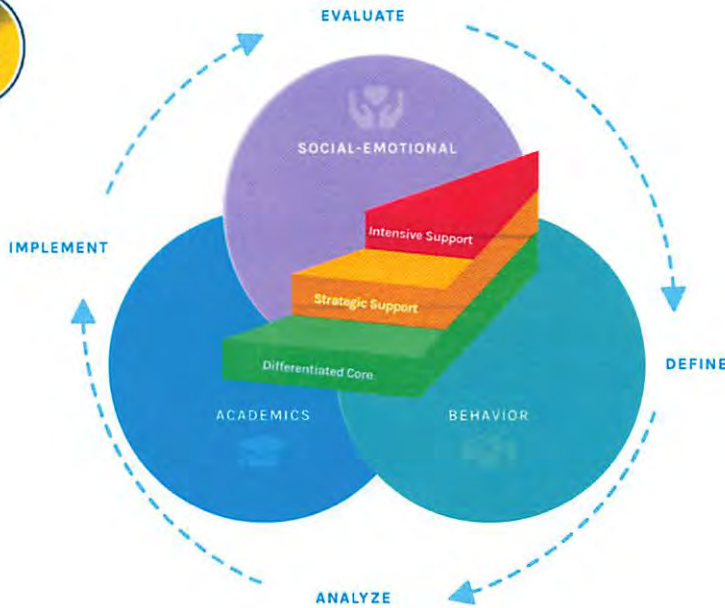 EVALUATE
SOCIAL-EMOTIONAL
Intensive Support
IMPLEMENT
Strategic Support
DEFINE
Differentiated Core
ACADEMICS
BEHAVIOR
ANALYZE